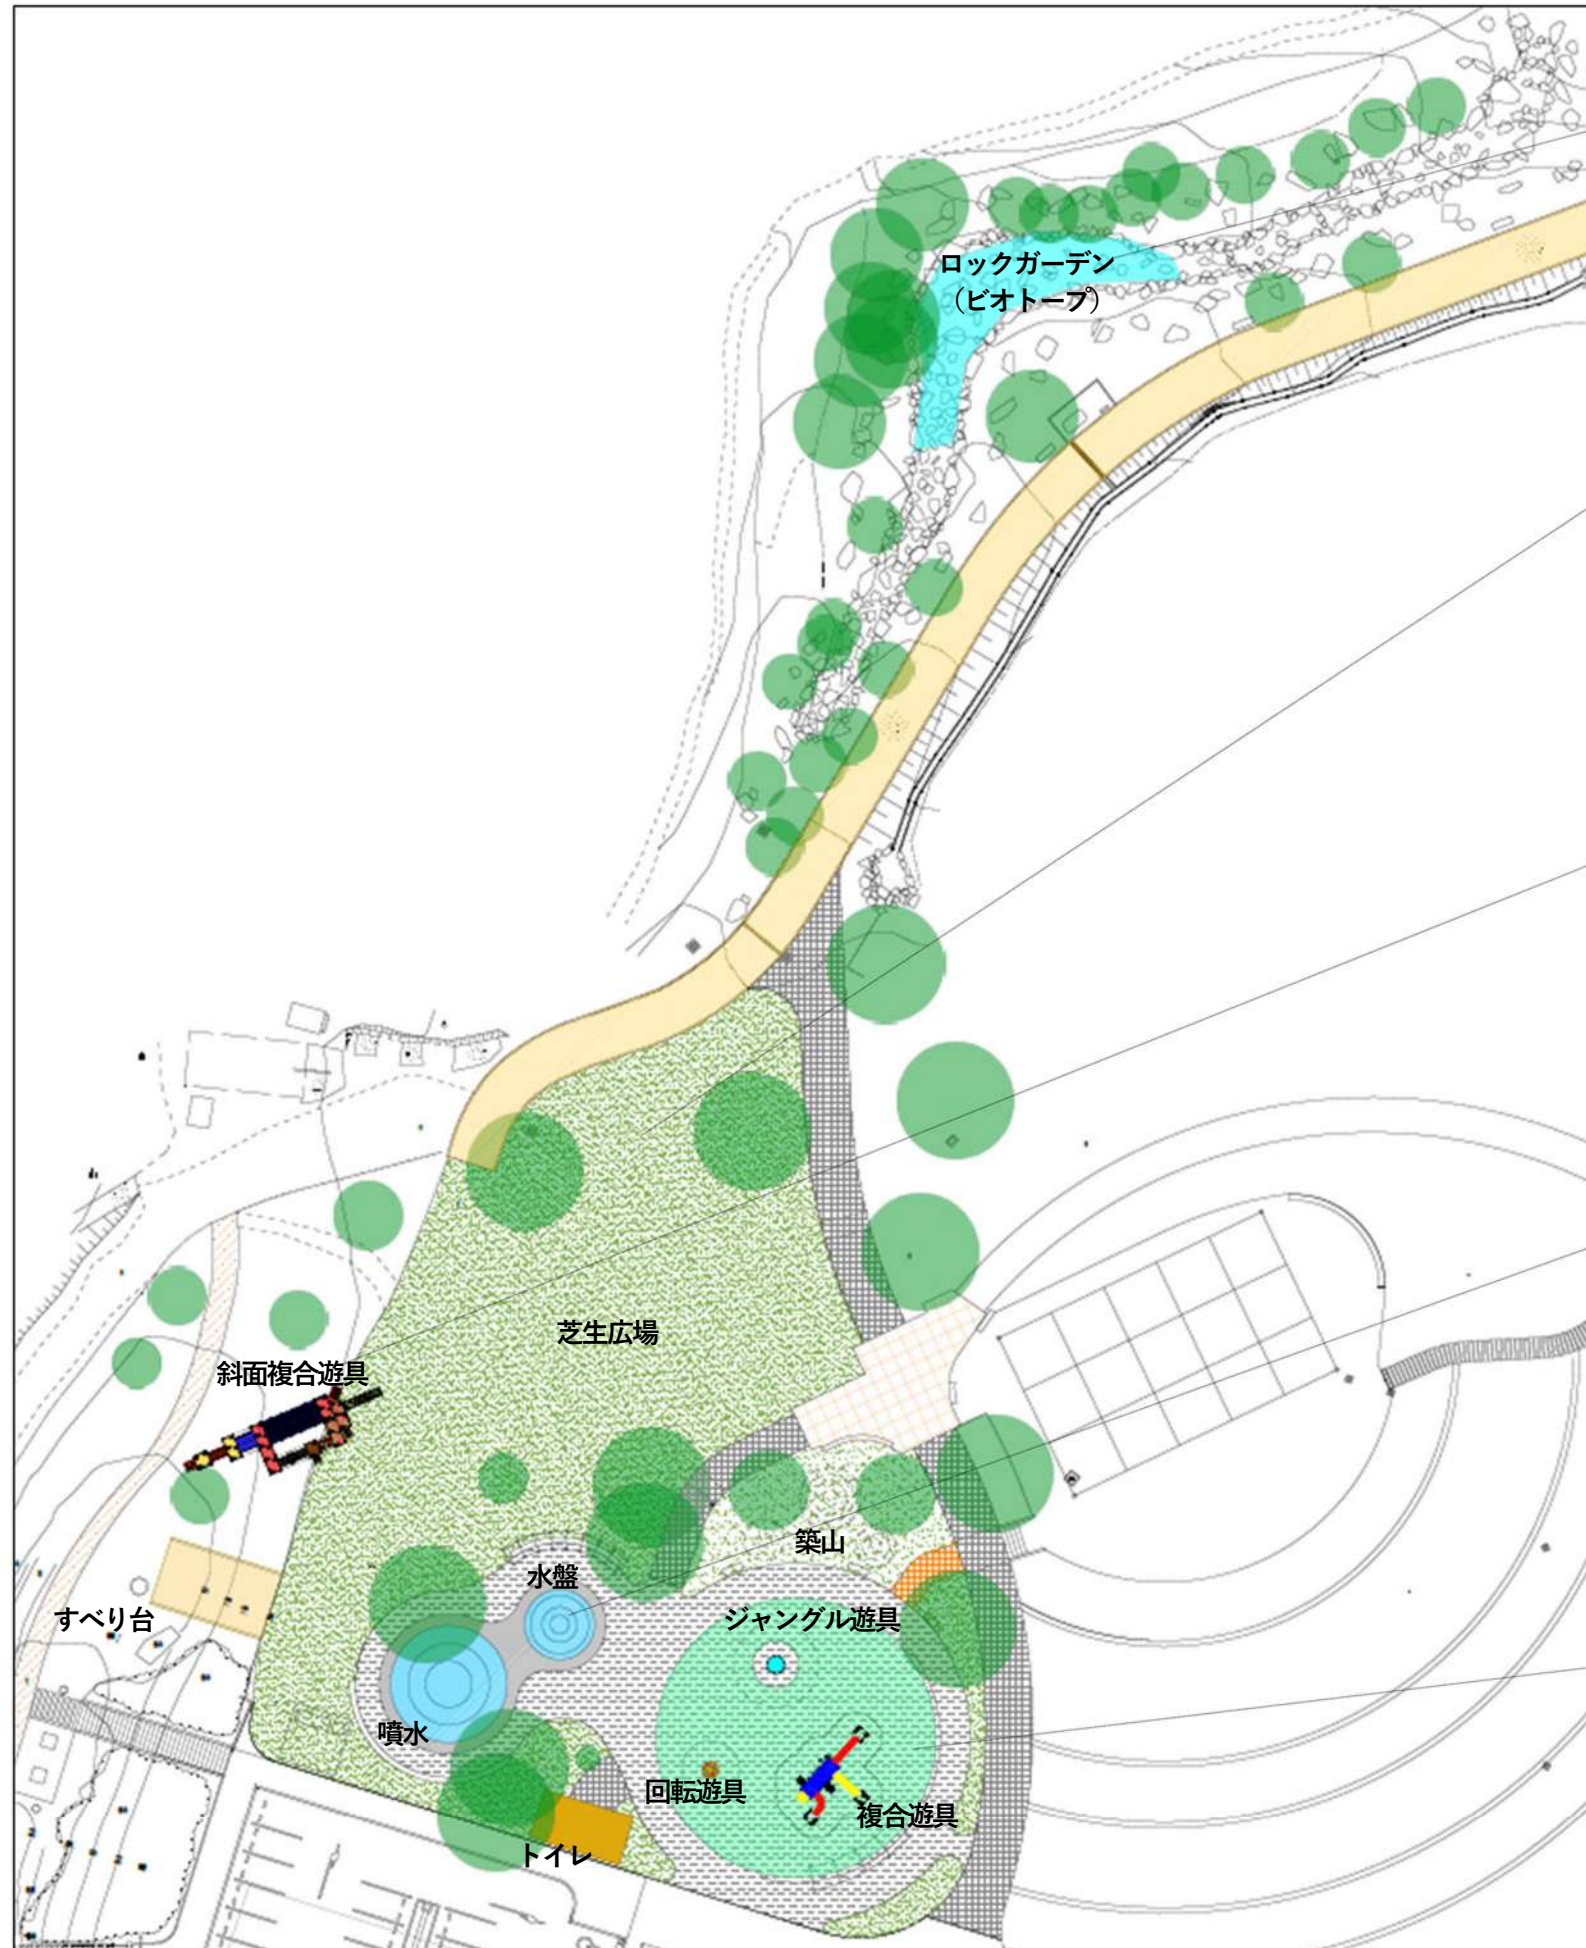 ロックガーデン
（ビオトープ）
芝生広場
斜面複合遊具
築山
水盤
すべり台
ジャングル遊具
噴水
回転遊具
複合遊具
トイレ